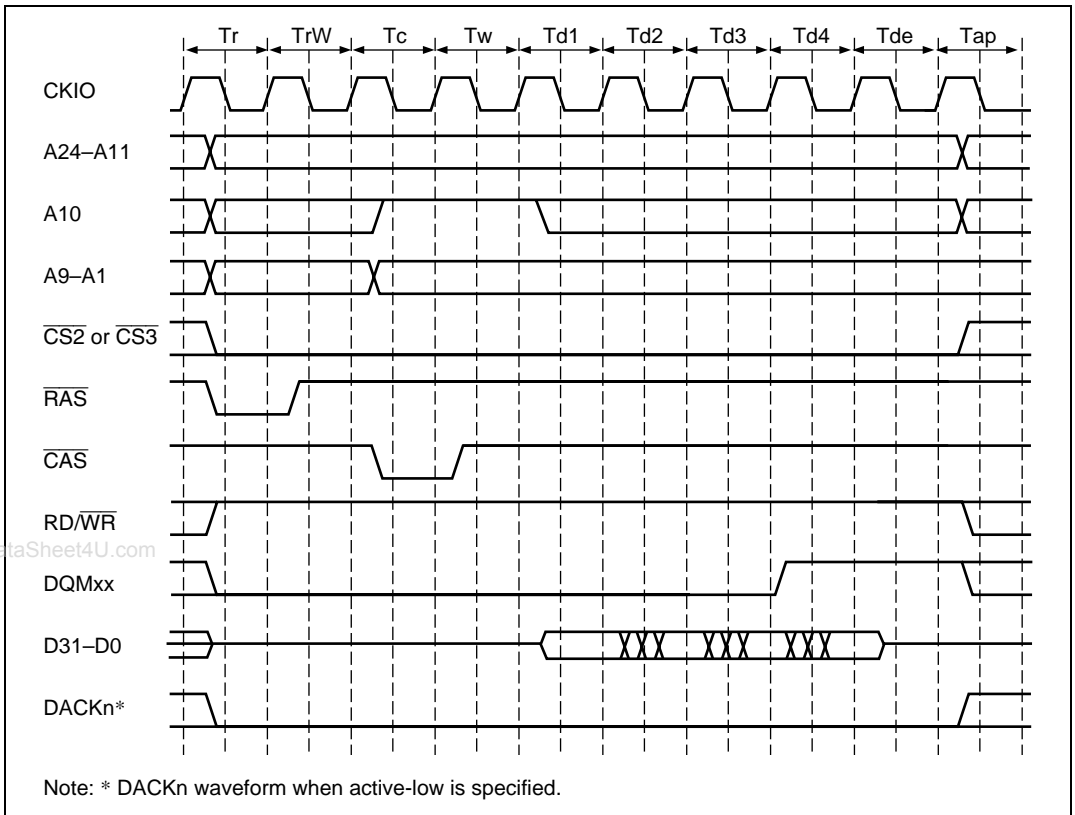 Tr TrW Tc Tw Td1 Td2 Td3 Td4 Tde Tap
CKIO
A24–A11
A10
A9–A1
CS2 or CS3
RAS
CAS
RD/WR
ataSheet4U.com
DQMxx
D31–D0
DACKn*
Note: * DACKn waveform when active-low is specified.